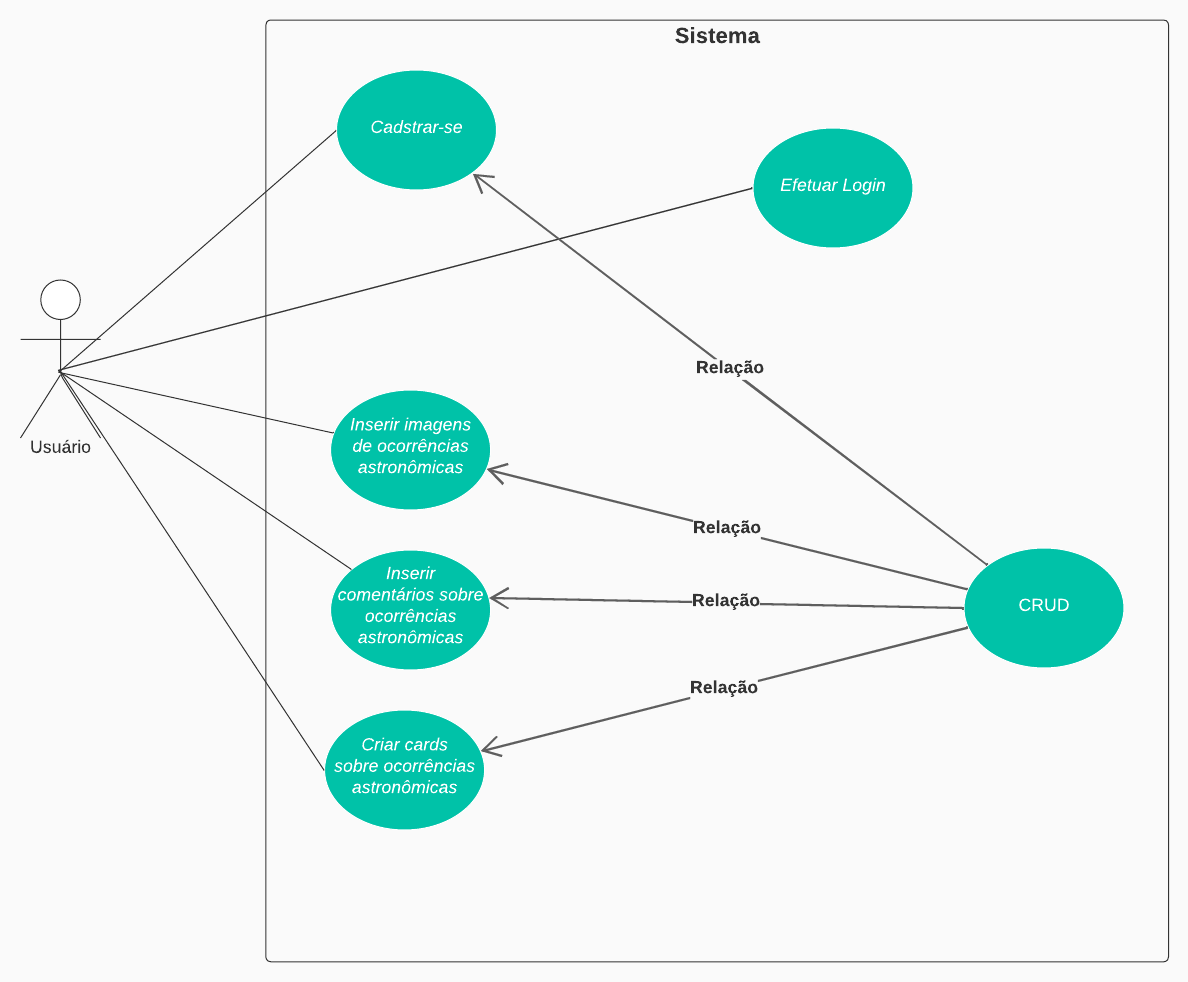 Sistema
Cadstrar-se
Efetuar Login
Relação
Usuário
Inserir imagens
de ocorrências
astronômicas
Relação
Inserir
comentários sobre
ocorrências
astronômicas
Relação
CRUD
Relação
Criar cards
sobre ocorrências
astronômicas